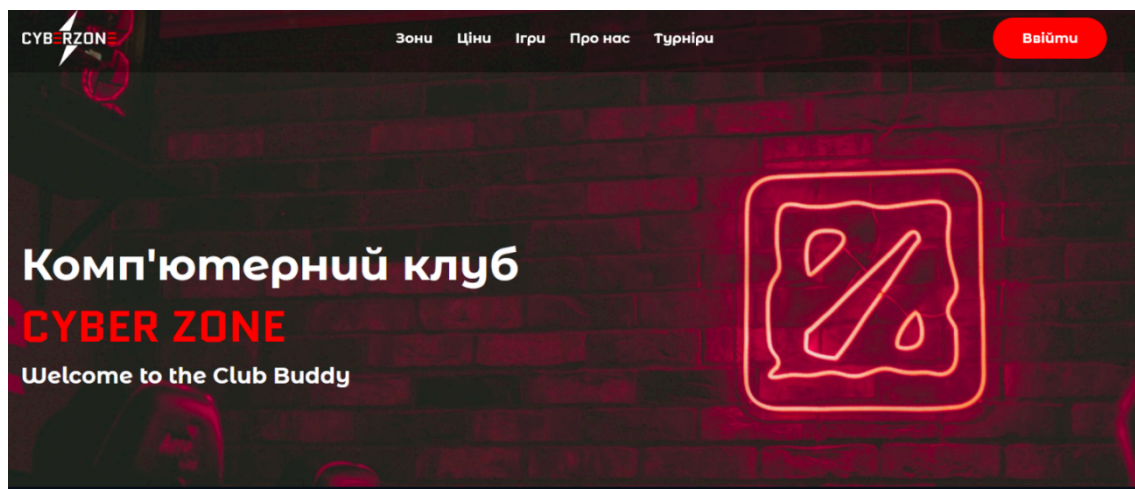 CYBERZONE
Зони Ціни Ігри Про нас Турніри
Ввійти
Комп'ютерний клуб
CYBER ZONE
Welcome to the Club Buddy